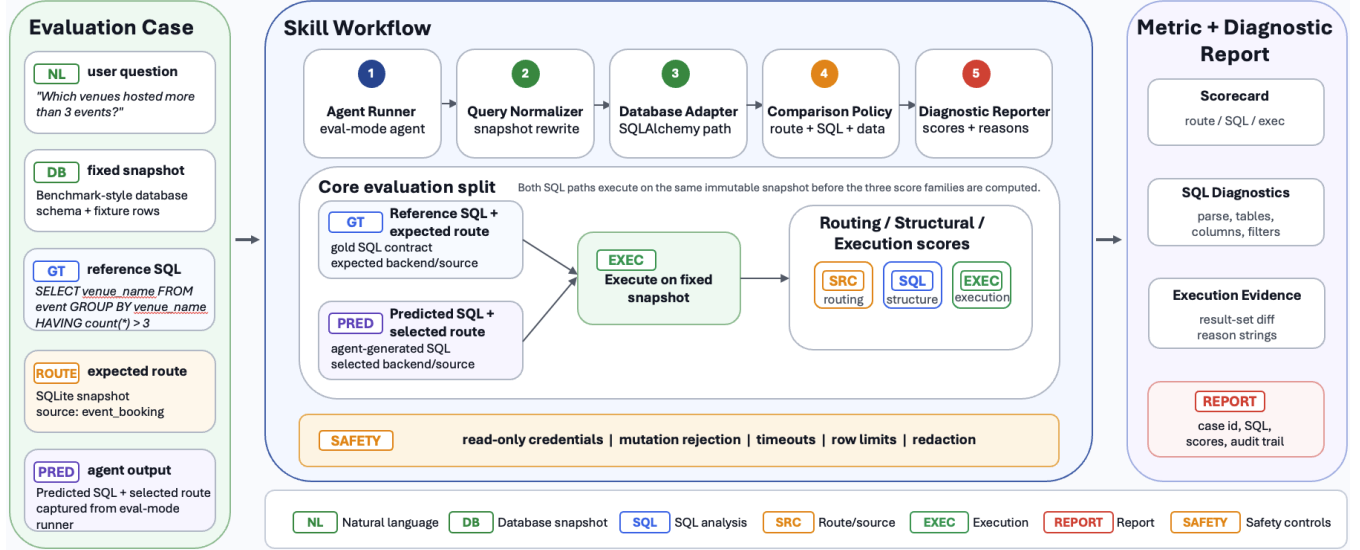 Evaluation Case
NL user question
"Which venues hosted more
than 3 events?"
DB fixed snapshot
Benchmark-style database
schema + fixture rows
GT reference SQL
SELECT venue_name FROM
event GROUP BY venue_name
HAVING count(*) > 3
ROUTE expected route
SQLite snapshot
source: event_booking
PRED agent output
Predicted SQL + selected route
captured from eval-mode
runner
Skill Workflow
1
Agent Runner
eval-mode agent
2
Query Normalizer
snapshot rewrite
3
Database Adapter
SQLAlchemy path
4
Comparison Policy
route + SQL + data
5
Diagnostic Reporter
scores + reasons
Core evaluation split
Both SQL paths execute on the same immutable snapshot before the three score families are computed.
GT
Reference SQL +
expected route
gold SQL contract
expected backend/source
PRED
Predicted SQL +
selected route
agent-generated SQL
selected backend/source
EXEC
Execute on fixed
snapshot
Routing / Structural /
Execution scores
SRC
routing
SQL
structure
EXEC
execution
SAFETY
read-only credentials | mutation rejection | timeouts | row limits | redaction
Metric + Diagnostic
Report
Scorecard
route / SQL / exec
SQL Diagnostics
parse, tables,
columns, filters
Execution Evidence
result-set diff
reason strings
REPORT
case id, SQL,
scores, audit trail
NL Natural language
DB Database snapshot
SQL SQL analysis
SRC Route/source
EXEC Execution
REPORT Report
SAFETY Safety controls